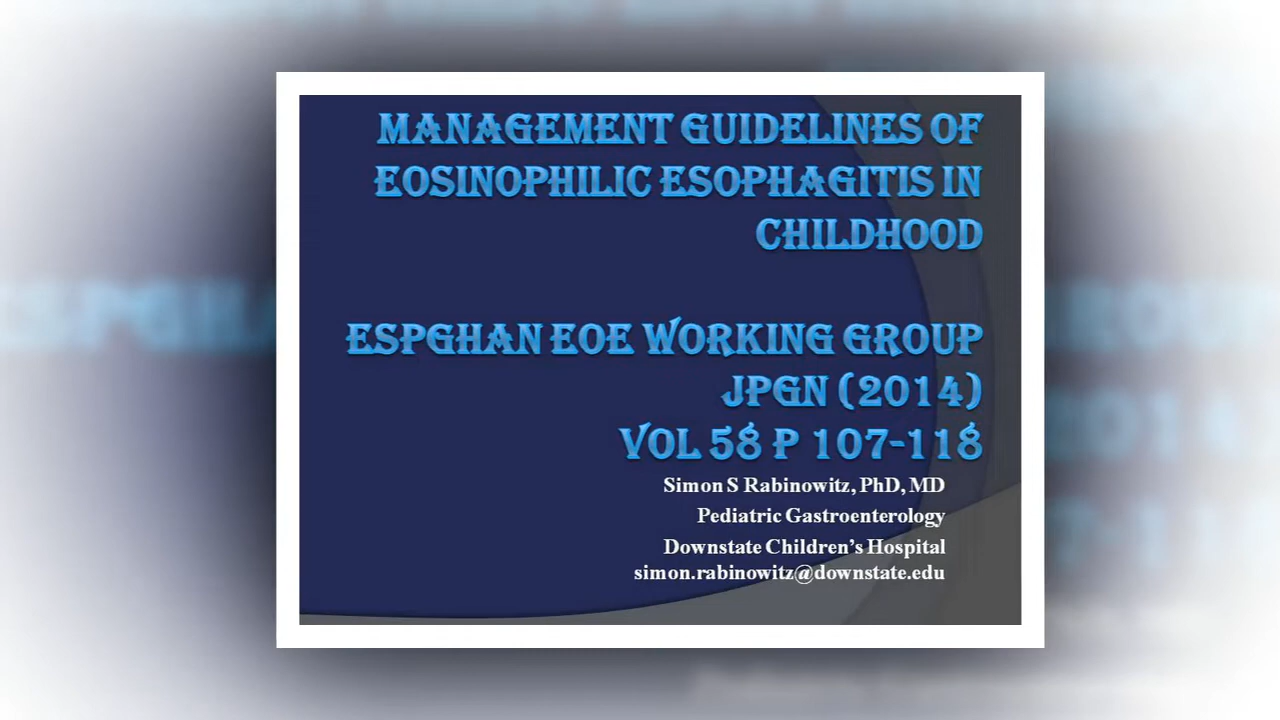 MANAGEMENT GUIDELINES OF
EOSINOPHILIC ESOPHAGITIS IN
CHILDHOOD
ESPGHAN EOE WORKING GROUP
JPGN (2014)
VOL 58 P 107-118
Simon S Rabinowitz, PhD, MD
Pediatric Gastroenterology
Downstate Children's Hospital
simon.rabinowitz@downstate.edu